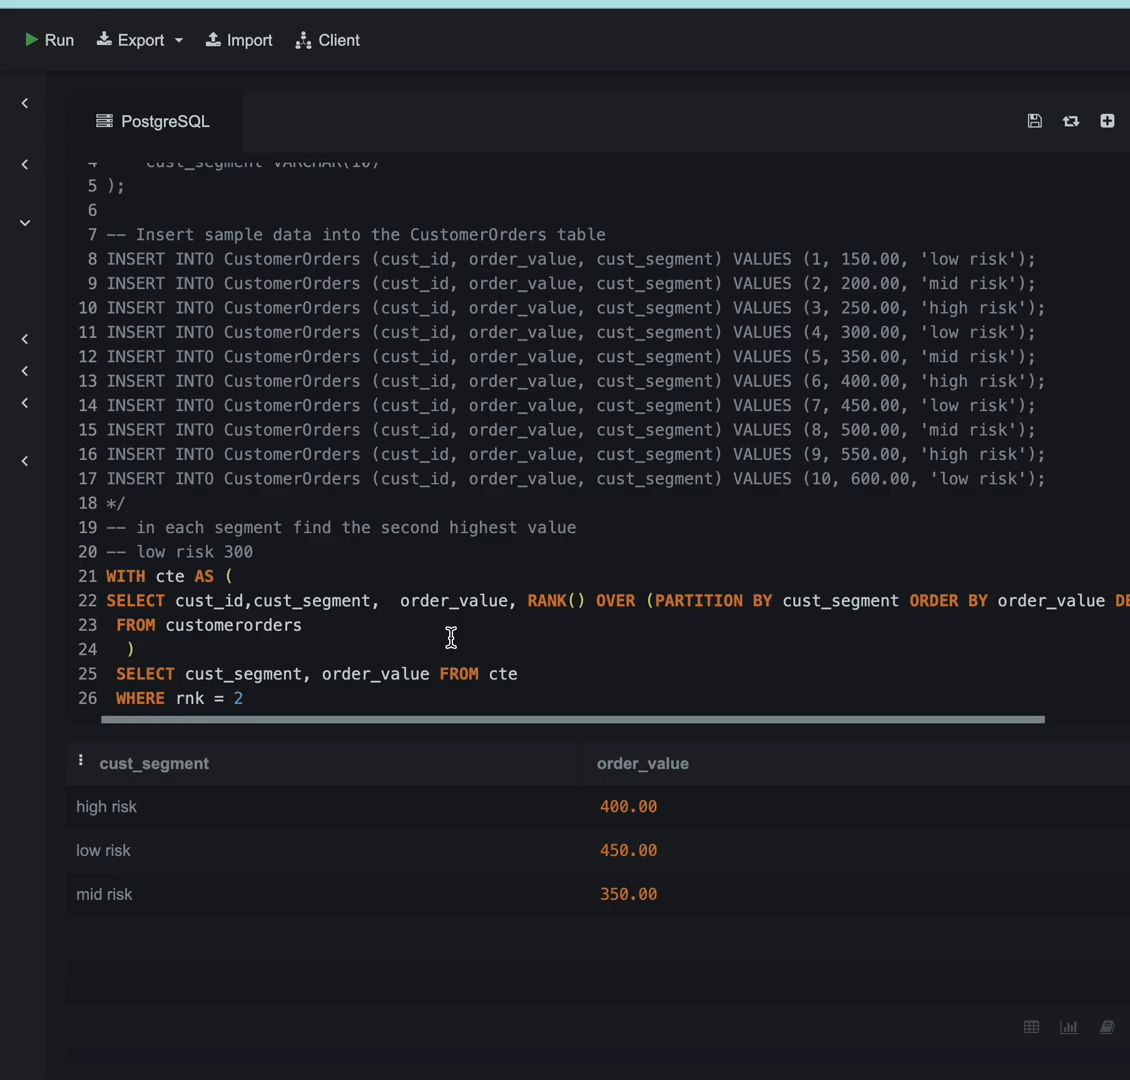 Run Export Import Client
PostgreSQL
4 cust_segment VARCHAR(10)
5 );
6
7 -- Insert sample data into the CustomerOrders table
8 INSERT INTO CustomerOrders (cust_id, order_value, cust_segment) VALUES (1, 150.00, 'low risk');
9 INSERT INTO CustomerOrders (cust_id, order_value, cust_segment) VALUES (2, 200.00, 'mid risk');
10 INSERT INTO CustomerOrders (cust_id, order_value, cust_segment) VALUES (3, 250.00, 'high risk');
11 INSERT INTO CustomerOrders (cust_id, order_value, cust_segment) VALUES (4, 300.00, 'low risk');
12 INSERT INTO CustomerOrders (cust_id, order_value, cust_segment) VALUES (5, 350.00, 'mid risk');
13 INSERT INTO CustomerOrders (cust_id, order_value, cust_segment) VALUES (6, 400.00, 'high risk');
14 INSERT INTO CustomerOrders (cust_id, order_value, cust_segment) VALUES (7, 450.00, 'low risk');
15 INSERT INTO CustomerOrders (cust_id, order_value, cust_segment) VALUES (8, 500.00, 'mid risk');
16 INSERT INTO CustomerOrders (cust_id, order_value, cust_segment) VALUES (9, 550.00, 'high risk');
17 INSERT INTO CustomerOrders (cust_id, order_value, cust_segment) VALUES (10, 600.00, 'low risk');
18 */
19 -- in each segment find the second highest value
20 -- low risk 300
21 WITH cte AS (
22 SELECT cust_id,cust_segment,  order_value, RANK() OVER (PARTITION BY cust_segment ORDER BY order_value DE
23 FROM customerorders
24 )
25 SELECT cust_segment, order_value FROM cte
26 WHERE rnk = 2
cust_segment order_value
high risk 400.00
low risk 450.00
mid risk 350.00